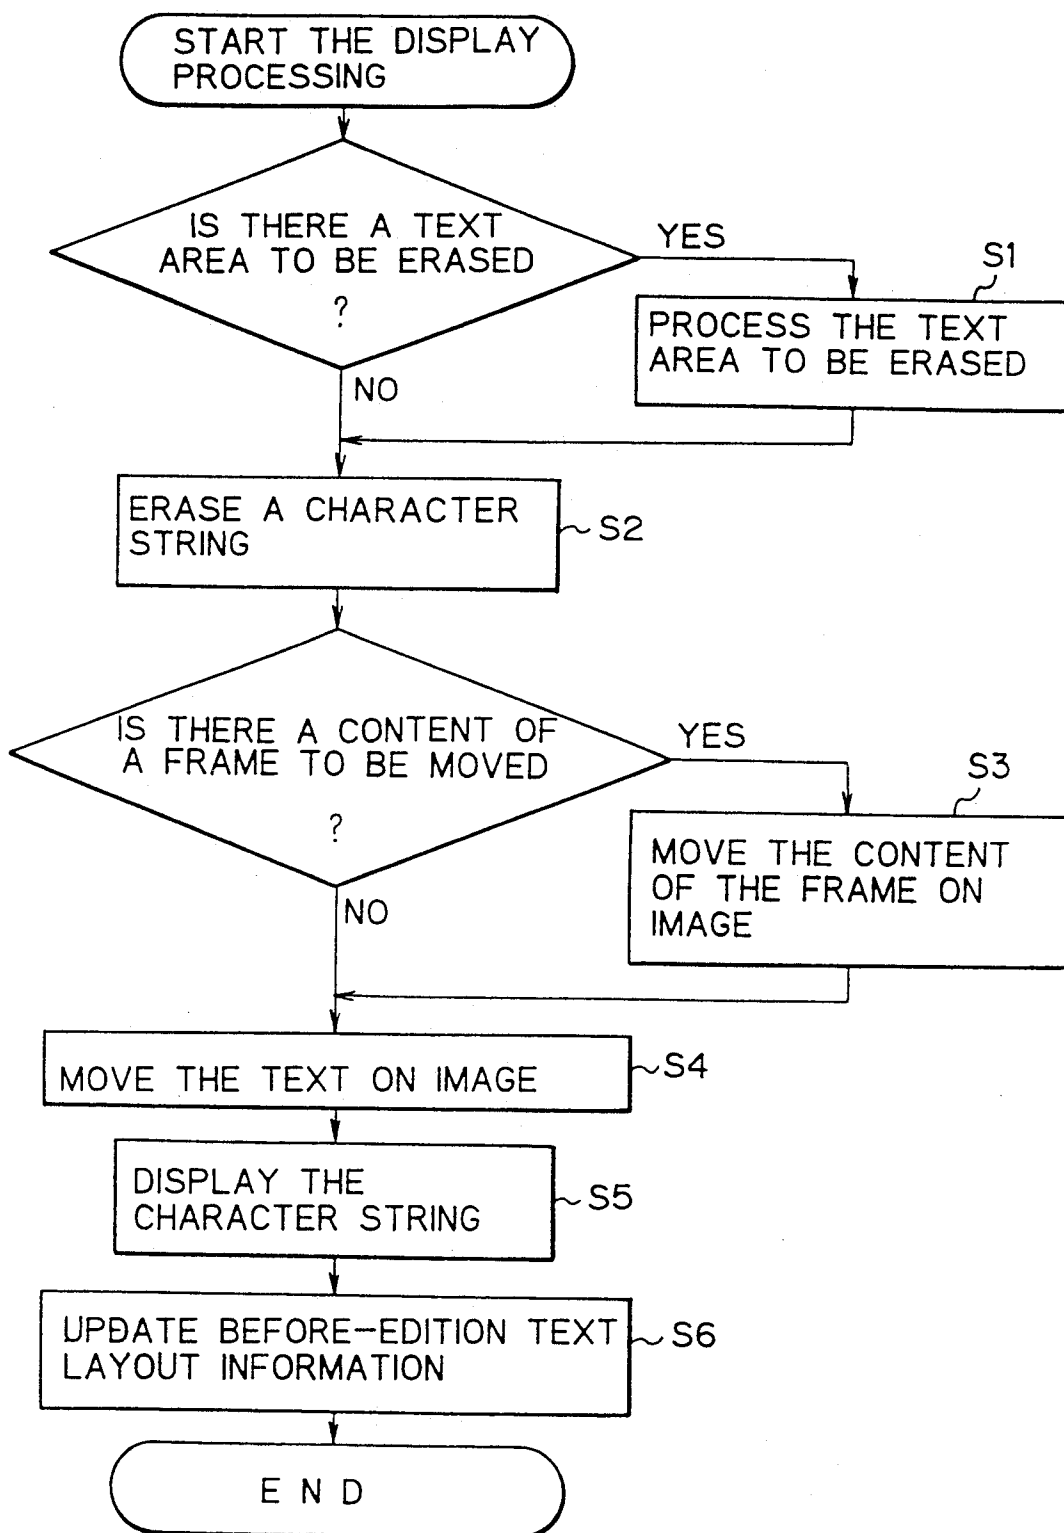 START THE DISPLAY
PROCESSING
IS THERE A TEXT
AREA TO BE ERASED
?
YES
S1
PROCESS THE TEXT
AREA TO BE ERASED
NO
ERASE A CHARACTER
STRING
S2
IS THERE A CONTENT OF
A FRAME TO BE MOVED
?
YES
S3
MOVE THE CONTENT
OF THE FRAME ON
IMAGE
NO
MOVE THE TEXT ON IMAGE
S4
DISPLAY THE
CHARACTER STRING
S5
UPDATE BEFORE-EDITION TEXT
LAYOUT INFORMATION
S6
END